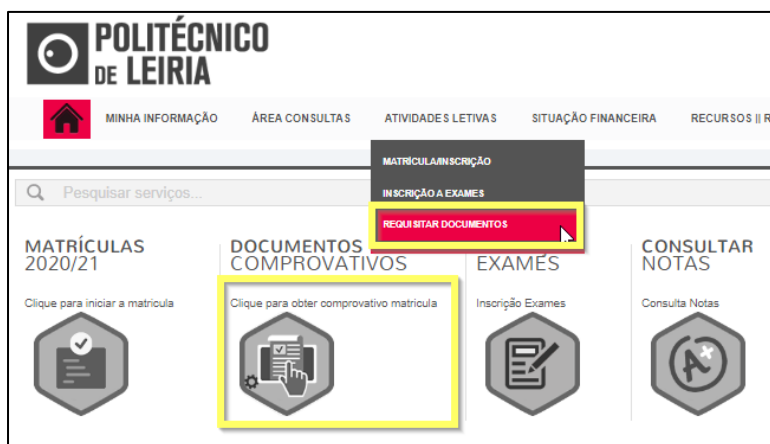 POLITÉCNICO
DE LEIRIA
MINHA INFORMAÇÃO ÁREA CONSULTAS ATIVIDADES LETIVAS SITUAÇÃO FINANCEIRA RECURSOS || R
MATRÍCULA/INSCRIÇÃO
INSCRIÇÃO A EXAMES
REQUISITAR DOCUMENTOS
Pesquisar serviços...
MATRÍCULAS
2020/21
Clique para iniciar a matricula
DOCUMENTOS
COMPROVATIVOS
Clique para obter comprovativo matricula
EXAMES
Inscrição Exames
CONSULTAR
NOTAS
Consulta Notas
A+